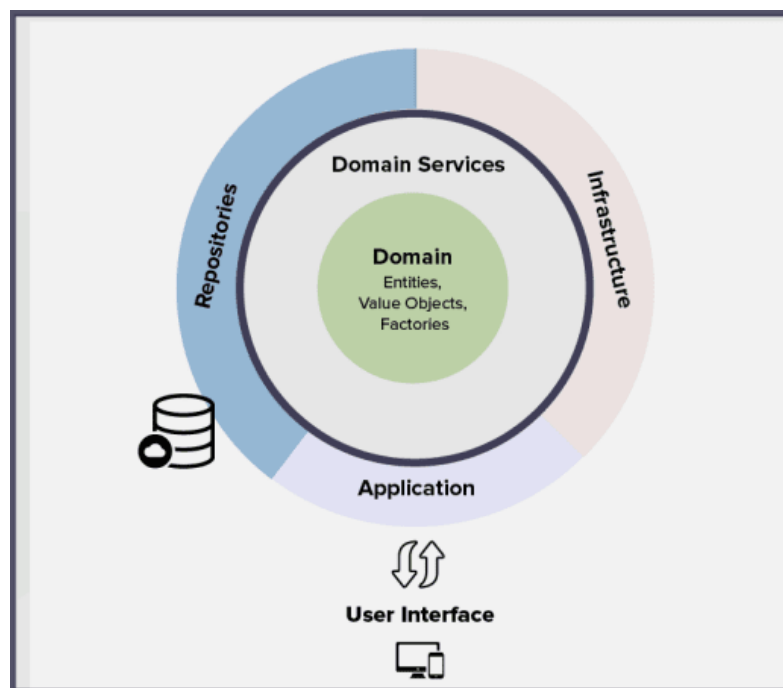 Domain Services
Repositories
Infrastructure
Domain
Entities,
Value Objects,
Factories
Application
User Interface